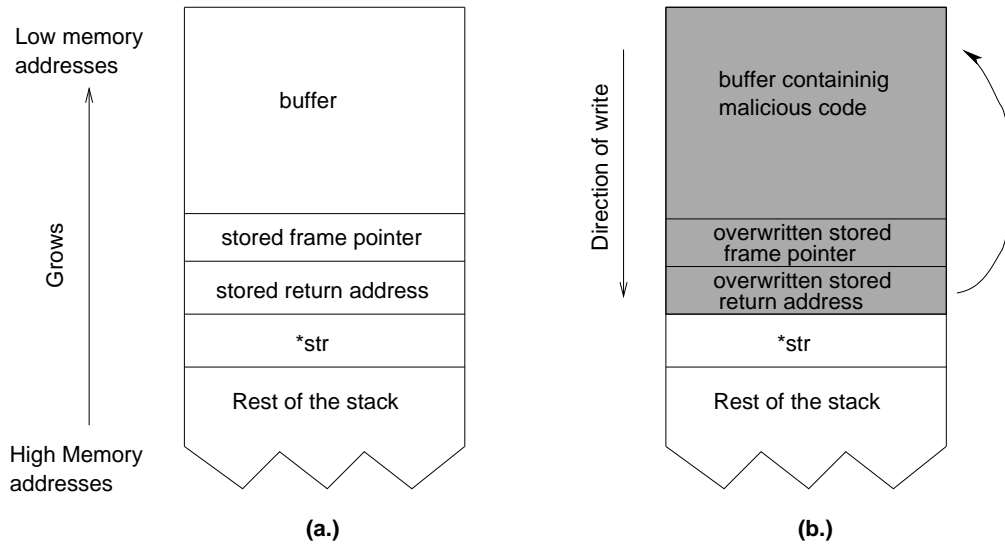 Low memory
addresses
Grows
High Memory
addresses
buffer
stored frame pointer
stored return address
*str
Rest of the stack
(a.)
Direction of write
buffer containinig
malicious code
overwritten stored
frame pointer
overwritten stored
return address
*str
Rest of the stack
(b.)